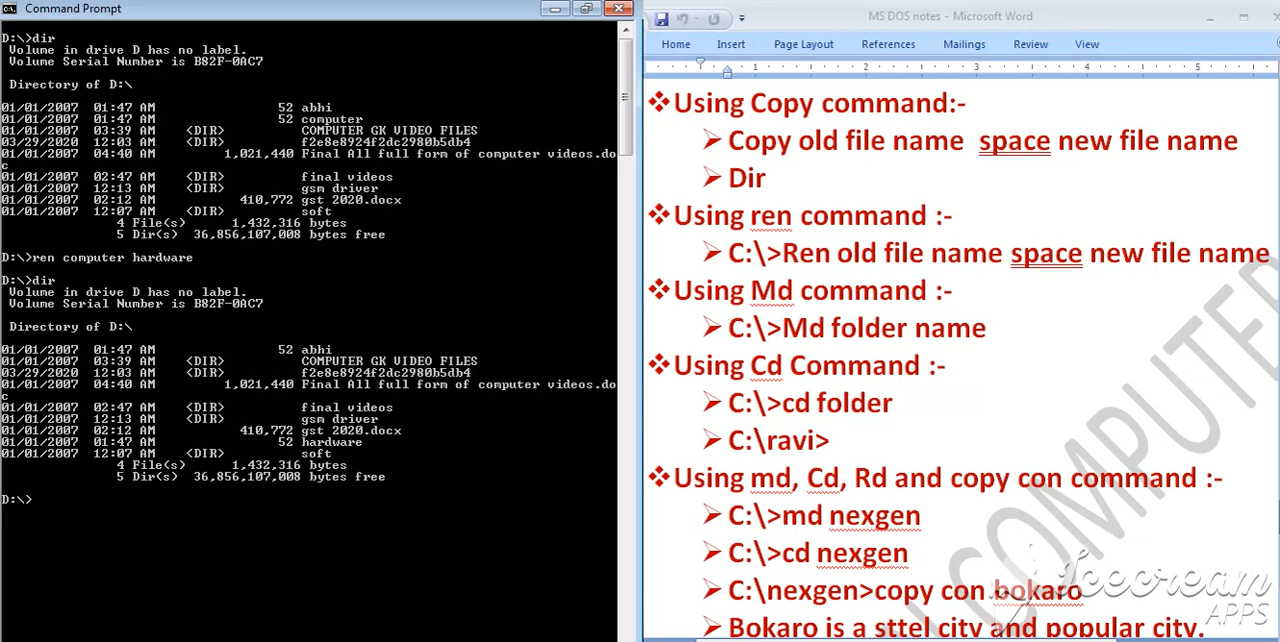 Command Prompt
D:\>dir
Volume in drive D has no label.
Volume Serial Number is B82F-0AC7
Directory of D:\
01/01/2007 01:47 AM 52 abhi
01/01/2007 01:47 AM 52 computer
01/01/2007 03:39 AM <DIR> COMPUTER GK VIDEO FILES
03/29/2020 12:03 AM <DIR> f2e8e8924f2dc2980b5db4
01/01/2007 04:40 AM 1,021,440 Final All full form of computer videos.do
c
01/01/2007 02:47 AM <DIR> final videos
01/01/2007 12:13 AM <DIR> gsm driver
01/01/2007 02:12 AM 410,772 gst 2020.docx
01/01/2007 12:07 AM <DIR> soft
4 File(s) 1,432,316 bytes
5 Dir(s) 36,856,107,008 bytes free
D:\>ren computer hardware
D:\>dir
Volume in drive D has no label.
Volume Serial Number is B82F-0AC7
Directory of D:\
01/01/2007 01:47 AM 52 abhi
01/01/2007 03:39 AM <DIR> COMPUTER GK VIDEO FILES
03/29/2020 12:03 AM <DIR> f2e8e8924f2dc2980b5db4
01/01/2007 04:40 AM 1,021,440 Final All full form of computer videos.do
c
01/01/2007 02:47 AM <DIR> final videos
01/01/2007 12:13 AM <DIR> gsm driver
01/01/2007 02:12 AM 410,772 gst 2020.docx
01/01/2007 01:47 AM 52 hardware
01/01/2007 12:07 AM <DIR> soft
4 File(s) 1,432,316 bytes
5 Dir(s) 36,856,107,008 bytes free
D:\>
MS DOS notes - Microsoft Word
Home Insert Page Layout References Mailings Review View
1 2 3 4 5
Using Copy command:-
Copy old file name space new file name
Dir
Using ren command :-
C:\>Ren old file name space new file name
Using Md command :-
C:\>Md folder name
Using Cd Command :-
C:\>cd folder
C:\ravi>
Using md, Cd, Rd and copy con command :-
C:\>md nexgen
C:\>cd nexgen
C:\nexgen>copy con bokaro
Bokaro is a sttel city and popular city.
COMPUTER
Icecream
APPS